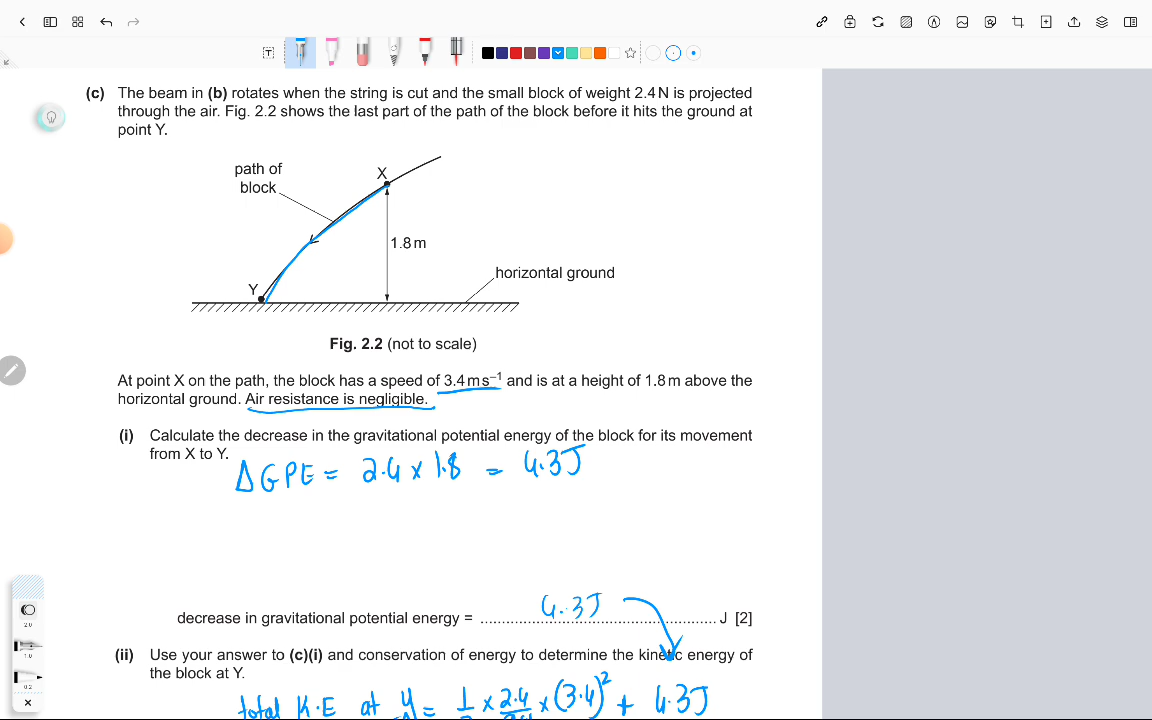 (c) The beam in (b) rotates when the string is cut and the small block of weight 2.4 N is projected
through the air. Fig. 2.2 shows the last part of the path of the block before it hits the ground at
point Y.
path of
block
X
1.8 m
Y
horizontal ground
Fig. 2.2 (not to scale)
At point X on the path, the block has a speed of 3.4 m s⁻¹ and is at a height of 1.8 m above the
horizontal ground. Air resistance is negligible.
(i) Calculate the decrease in the gravitational potential energy of the block for its movement
from X to Y.
ΔGPE = 2.4 × 1.8 = 4.3J
4.3J
decrease in gravitational potential energy = ...................................................... J [2]
(ii) Use your answer to (c)(i) and conservation of energy to determine the kinetic energy of
the block at Y.
total K.E at y = 1/2 × 2.4 × (3.4)² + 4.3J
2.0
1.0
0.2